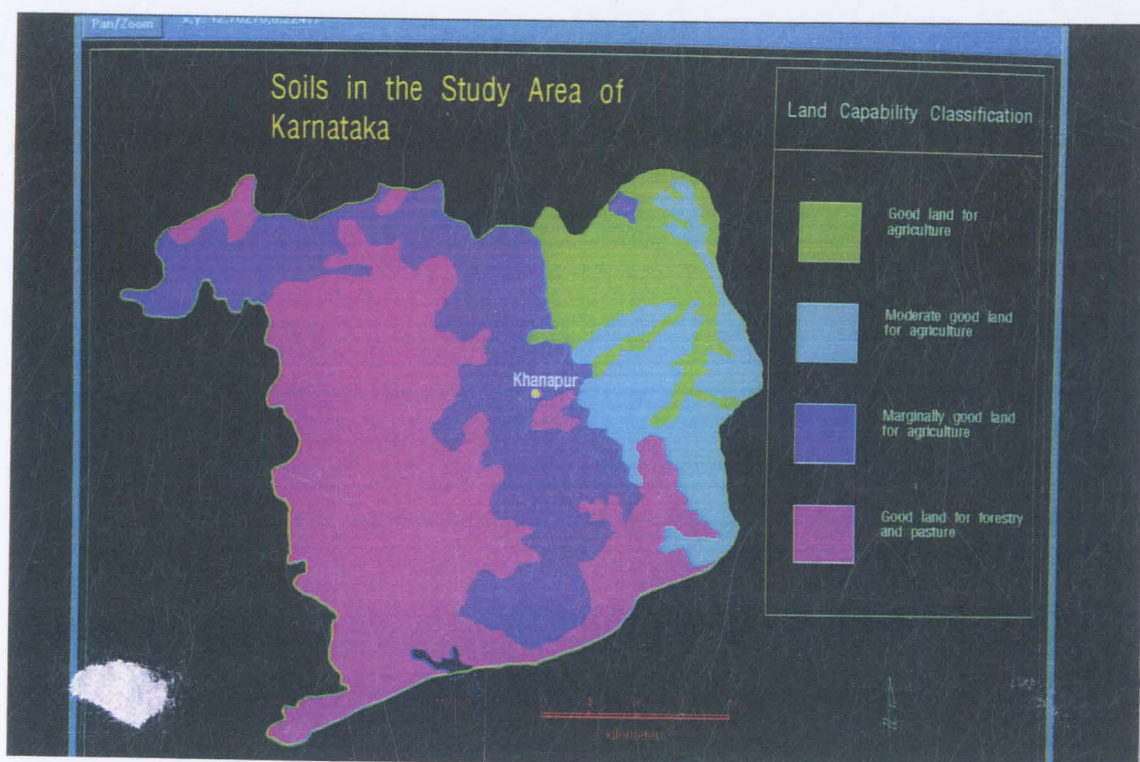 Pan/Zoom
Soils in the Study Area of
Karnataka
Land Capability Classification
Good land for
agriculture
Moderate good land
for agriculture
Marginally good land
for agriculture
Good land for forestry
and pasture
Khanapur
kilometers